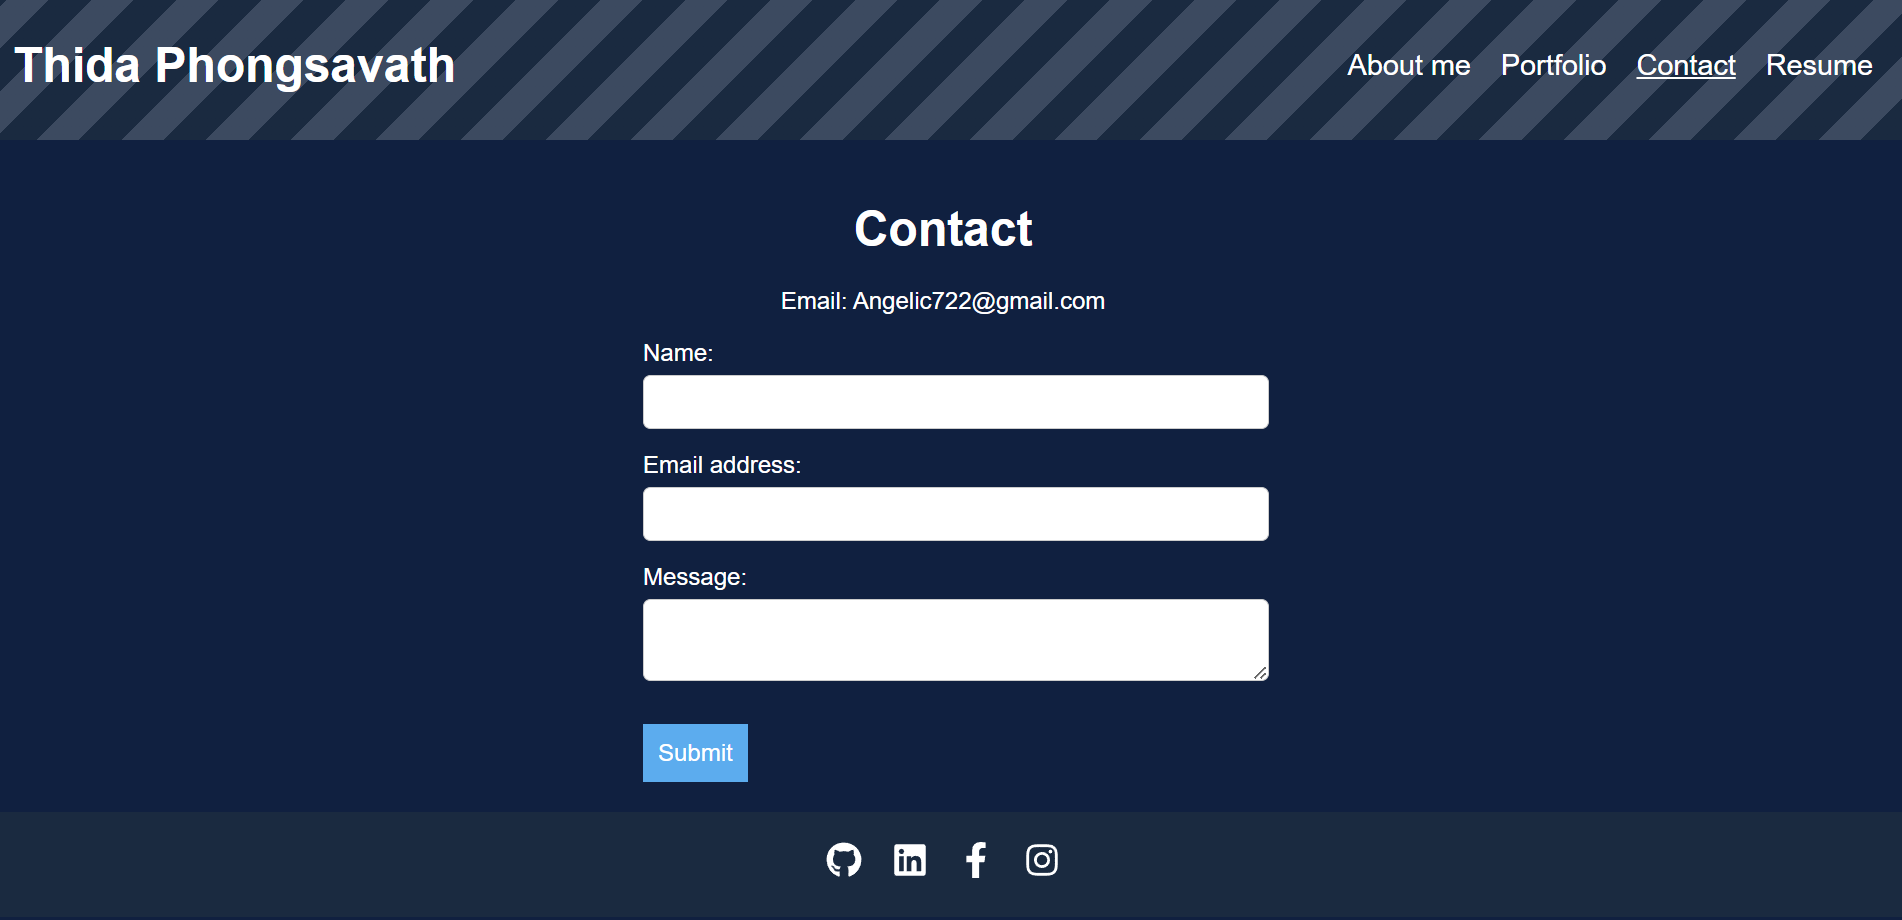 Thida Phongsavath
About me Portfolio Contact Resume
Contact
Email: Angelic722@gmail.com
Name:
Email address:
Message:
Submit